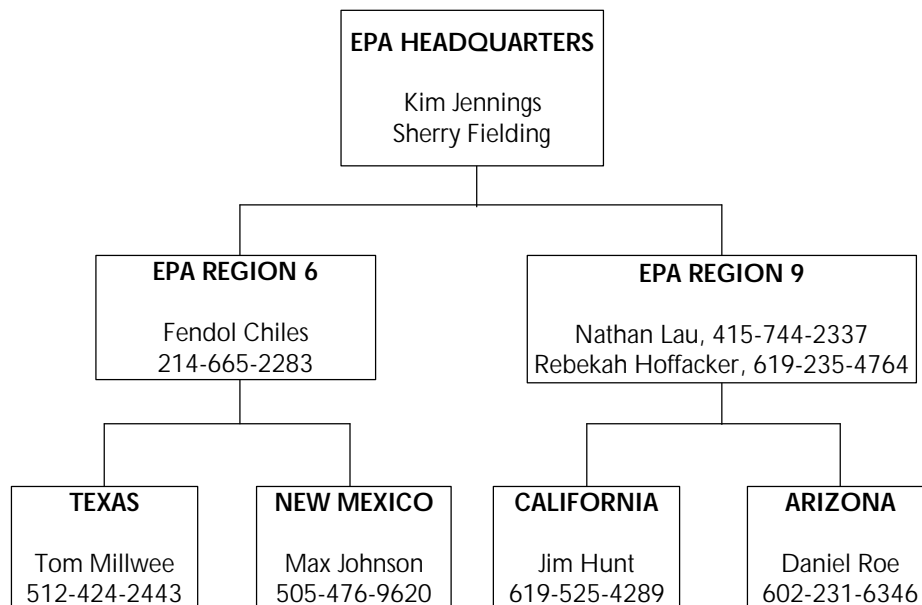 EPA HEADQUARTERS
Kim Jennings
Sherry Fielding
EPA REGION 6
Fendol Chiles
214-665-2283
EPA REGION 9
Nathan Lau, 415-744-2337
Rebekah Hoffacker, 619-235-4764
TEXAS
Tom Millwee
512-424-2443
NEW MEXICO
Max Johnson
505-476-9620
CALIFORNIA
Jim Hunt
619-525-4289
ARIZONA
Daniel Roe
602-231-6346